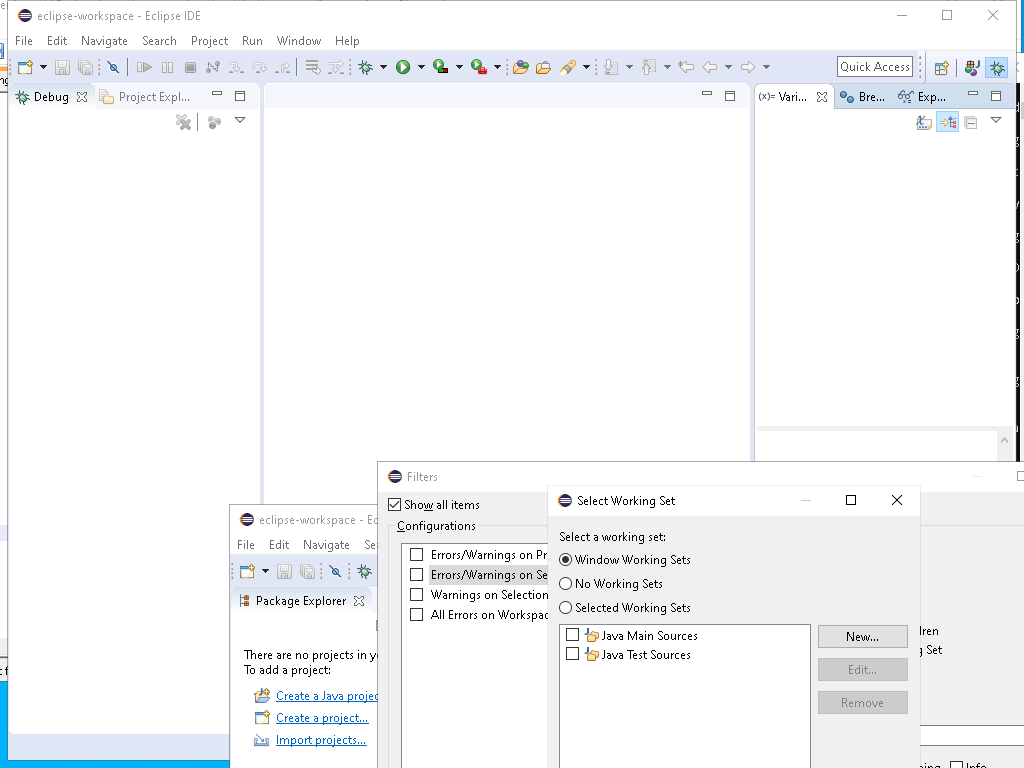 eclipse-workspace - Eclipse IDE
File Edit Navigate Search Project Run Window Help
Quick Access
Debug Project Expl...
(x)= Vari... Bre... Exp...
Filters
Show all items
Configurations
Errors/Warnings on Pr
Errors/Warnings on Se
Warnings on Selection
All Errors on Workspac
Select Working Set
Select a working set:
Window Working Sets
No Working Sets
Selected Working Sets
Java Main Sources
Java Test Sources
New...
Edit...
Remove
eclipse-workspace - Ec
File Edit Navigate Se
Package Explorer
There are no projects in y
To add a project:
Create a Java projec
Create a project...
Import projects...
dren
g Set
Info